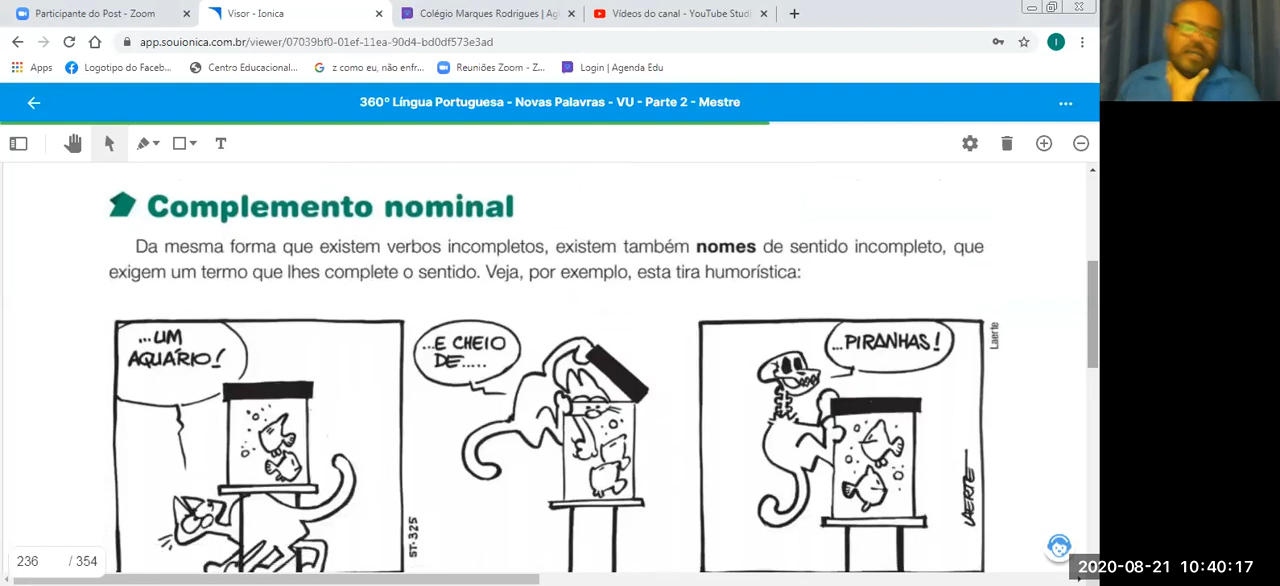 Participante do Post - Zoom
Visor - Ionica
Colégio Marques Rodrigues | Ag
Vídeos do canal - YouTube Studi
app.souionica.com.br/viewer/07039bf0-01ef-11ea-90d4-bd0df573e3ad
I
Apps
Logotipo do Faceb...
Centro Educacional...
z como eu, não enfr...
Reuniões Zoom - Z...
Login | Agenda Edu
360° Língua Portuguesa - Novas Palavras - VU - Parte 2 - Mestre
T
Complemento nominal
Da mesma forma que existem verbos incompletos, existem também nomes de sentido incompleto, que
exigem um termo que lhes complete o sentido. Veja, por exemplo, esta tira humorística:
...UM
AQUÁRIO!
...E CHEIO
DE.....
...PIRANHAS!
Laerte
ST-325
LAERTE
236 / 354
2020-08-21 10:40:17